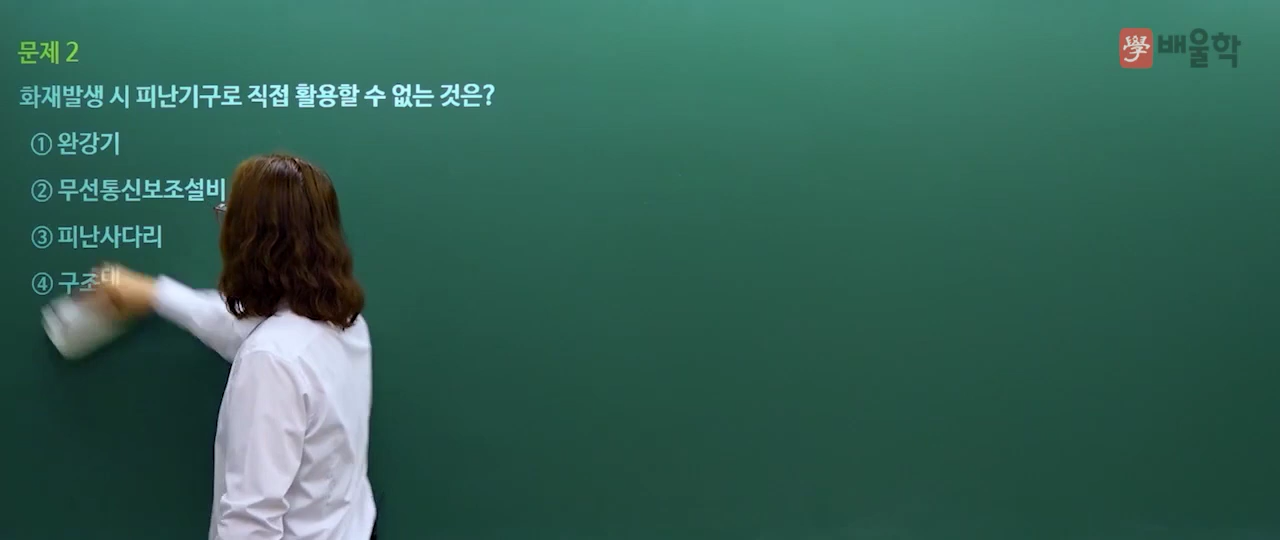 문제 2
學 배울학
화재발생 시 피난기구로 직접 활용할 수 없는 것은?
① 완강기
② 무선통신보조설비
③ 피난사다리
④ 구조대